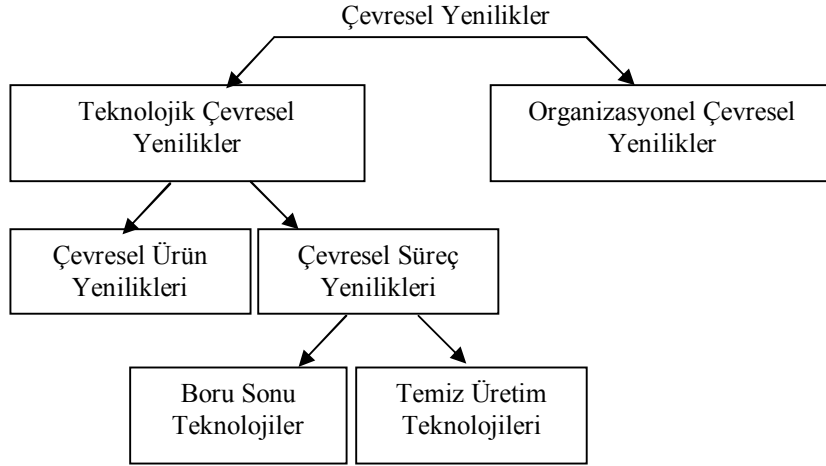 Çevresel Yenilikler
Teknolojik Çevresel
Yenilikler
Organizasyonel Çevresel
Yenilikler
Çevresel Ürün
Yenilikleri
Çevresel Süreç
Yenilikleri
Boru Sonu
Teknolojiler
Temiz Üretim
Teknolojileri